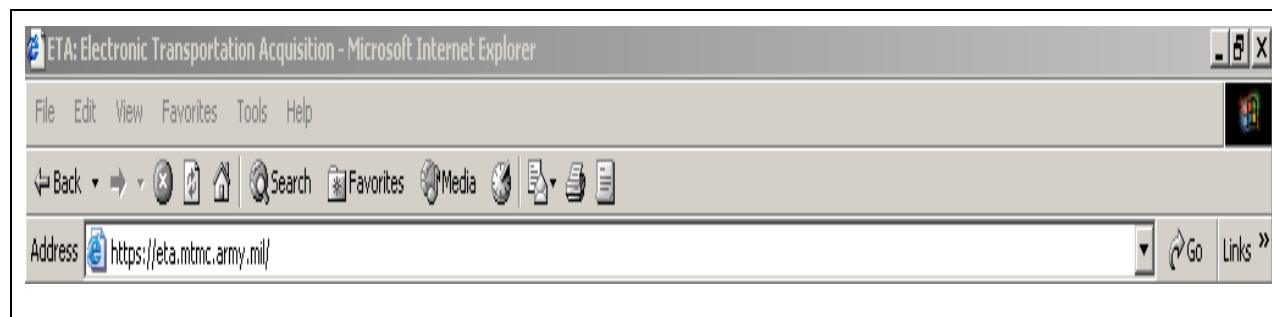 ETA: Electronic Transportation Acquisition - Microsoft Internet Explorer
File Edit View Favorites Tools Help
Back Search Favorites Media
Address https://eta.mtmc.army.mil/ Go Links »